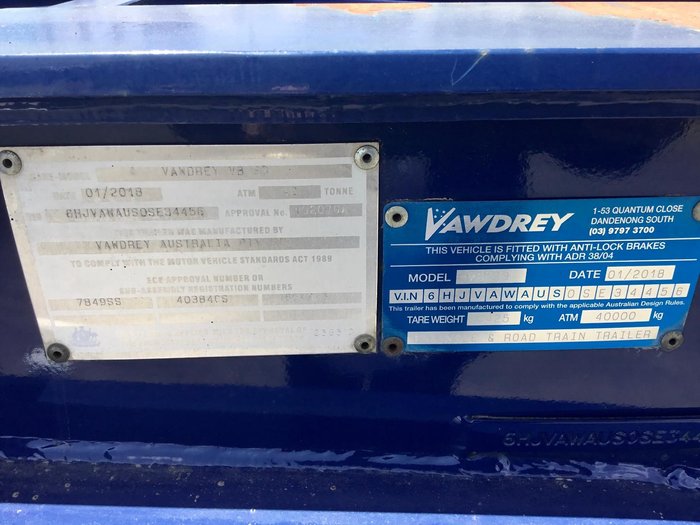 VAWDREY VB
01/2018 ATM TONNE
6HJVAWAUSOSE34456 APPROVAL No.
TRAILER WAS MANUFACTURED BY
VAWDREY AUSTRALIA
TO COMPLY WITH THE MOTOR VEHICLE STANDARDS ACT 1989
ECE APPROVAL NUMBER OR
SUB-ASSEMBLY REGISTRATION NUMBERS
7849SS
VAWDREY
1-53 QUANTUM CLOSE
DANDENONG SOUTH
(03) 9797 3700
THIS VEHICLE IS FITTED WITH ANTI-LOCK BRAKES
COMPLYING WITH ADR 38/04
MODEL DATE 01/2018
V.I.N 6HJVAWAUS0SE34456
This trailer has been manufactured to comply with the applicable Australian Design Rules.
TARE WEIGHT kg ATM 40000 kg
& ROAD TRAIN TRAILER
6HJVAWAUS0SE34